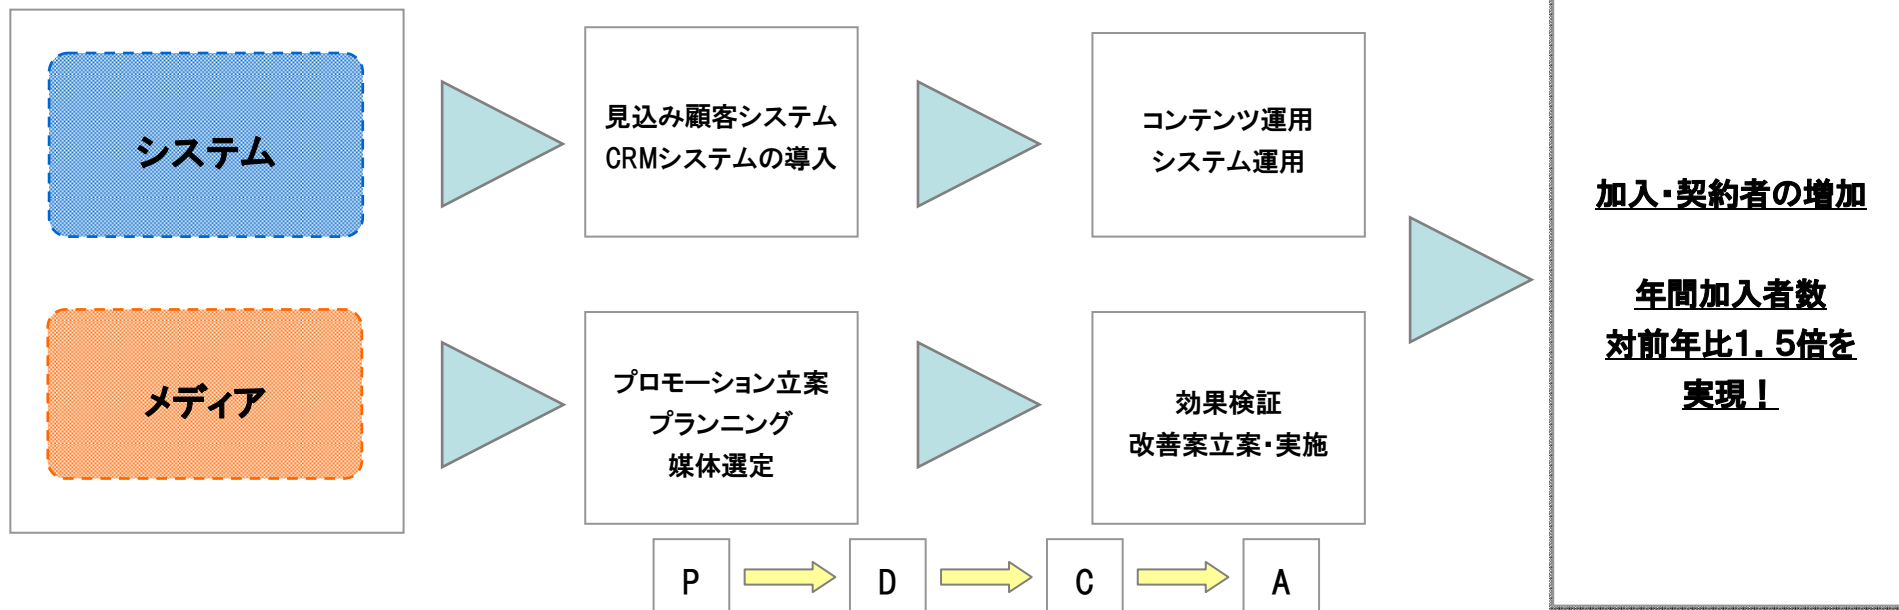 システム
見込み顧客システム
CRMシステムの導入
コンテンツ運用
システム運用
メディア
プロモーション立案
プランニング
媒体選定
効果検証
改善案立案・実施
P
D
C
A
加入・契約者の増加
年間加入者数
対前年比1.5倍を
実現！